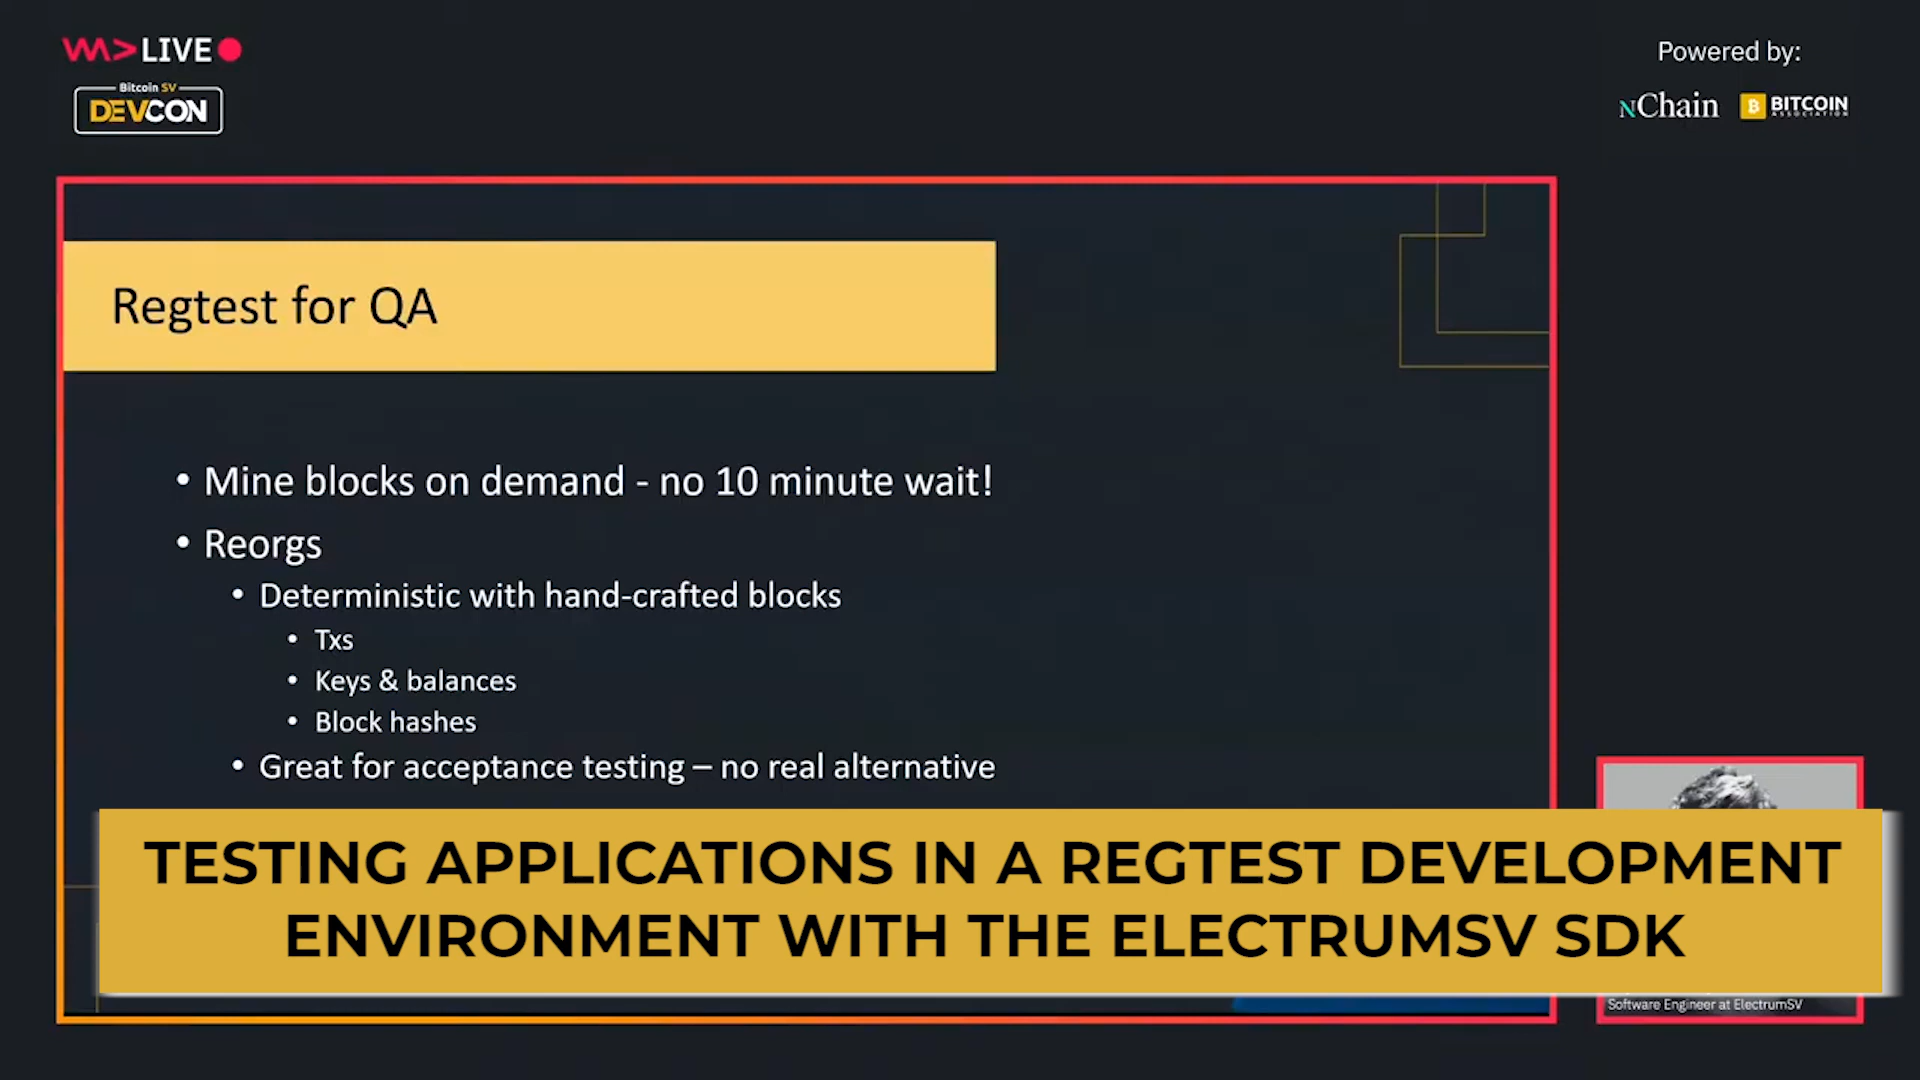 LIVE
Bitcoin SV
DEVCON
Powered by:
nChain
BITCOIN
ASSOCIATION
Regtest for QA
• Mine blocks on demand - no 10 minute wait!
• Reorgs
• Deterministic with hand-crafted blocks
• Txs
• Keys & balances
• Block hashes
• Great for acceptance testing – no real alternative
TESTING APPLICATIONS IN A REGTEST DEVELOPMENT
ENVIRONMENT WITH THE ELECTRUMSV SDK
Software Engineer at ElectrumSV